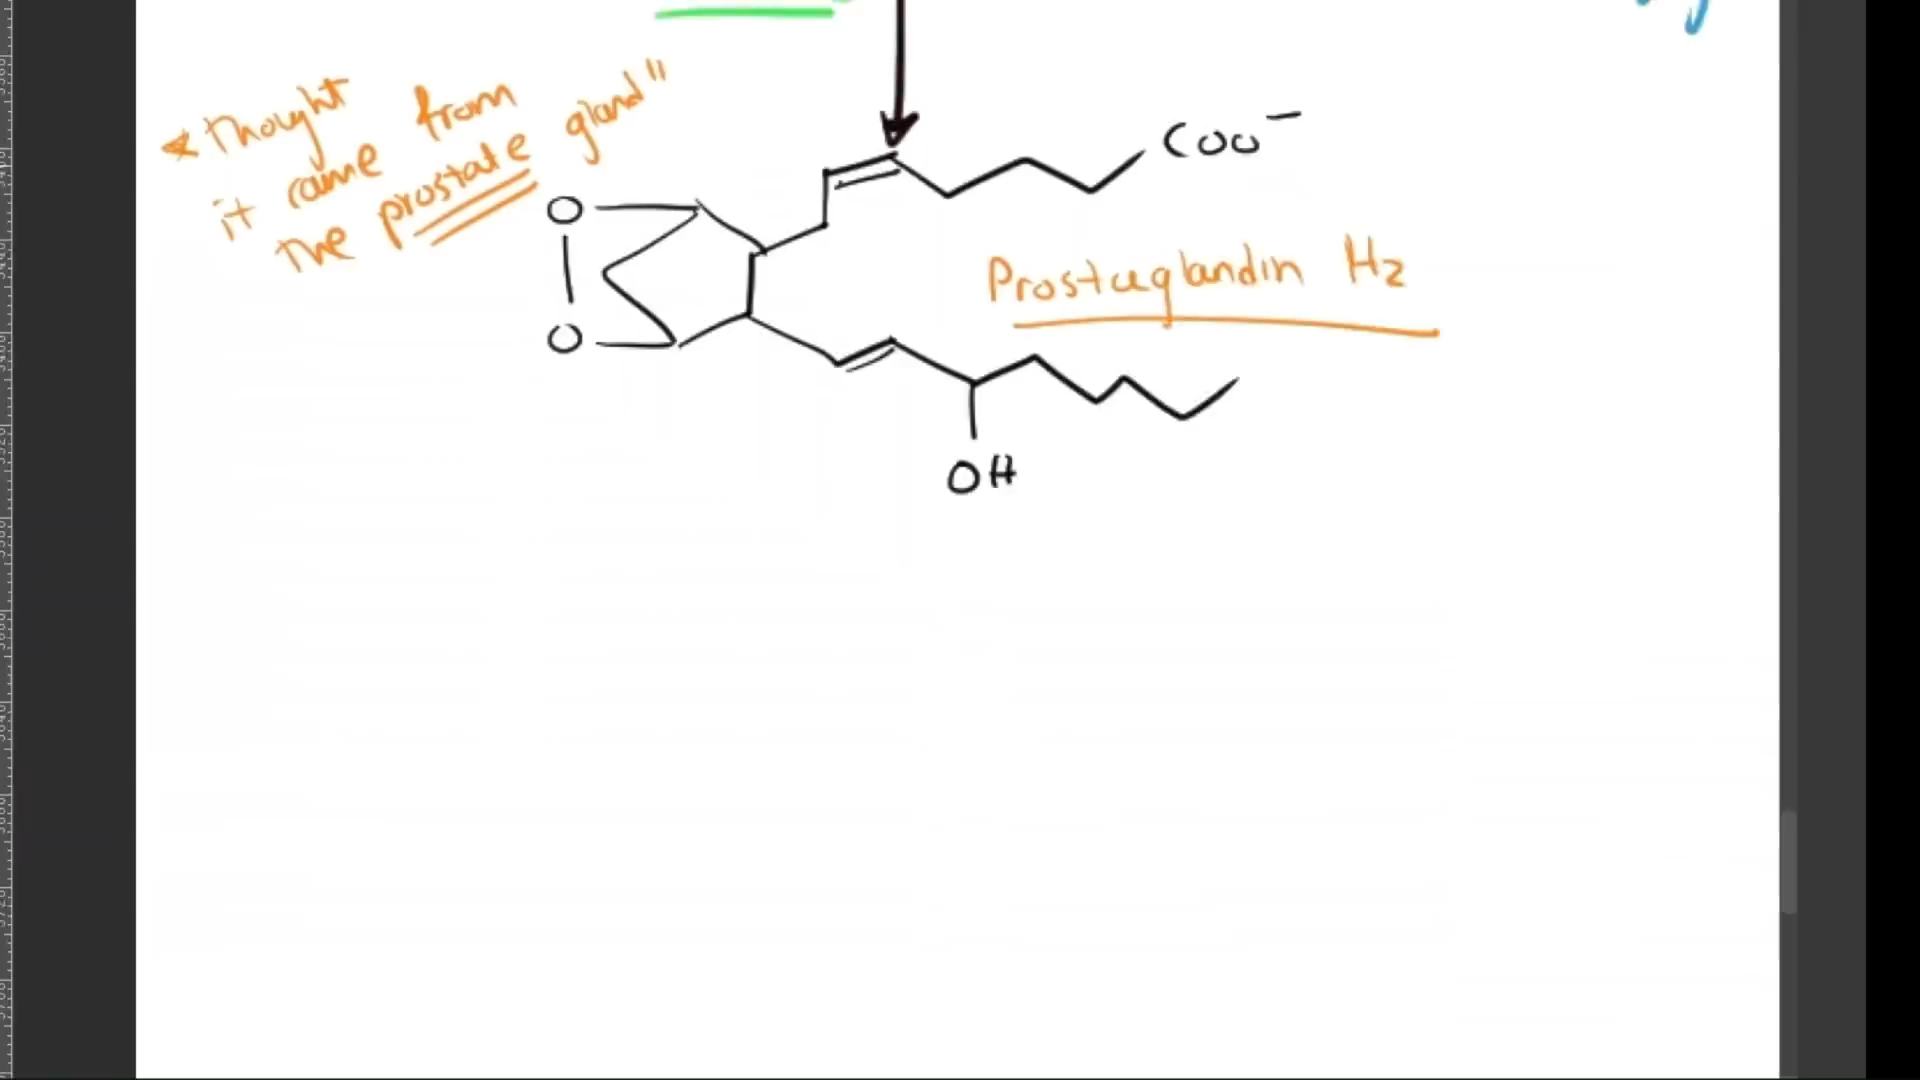 Thought
it came from
the prostate gland"
COO⁻
O
Prostaglandin H2
O
OH